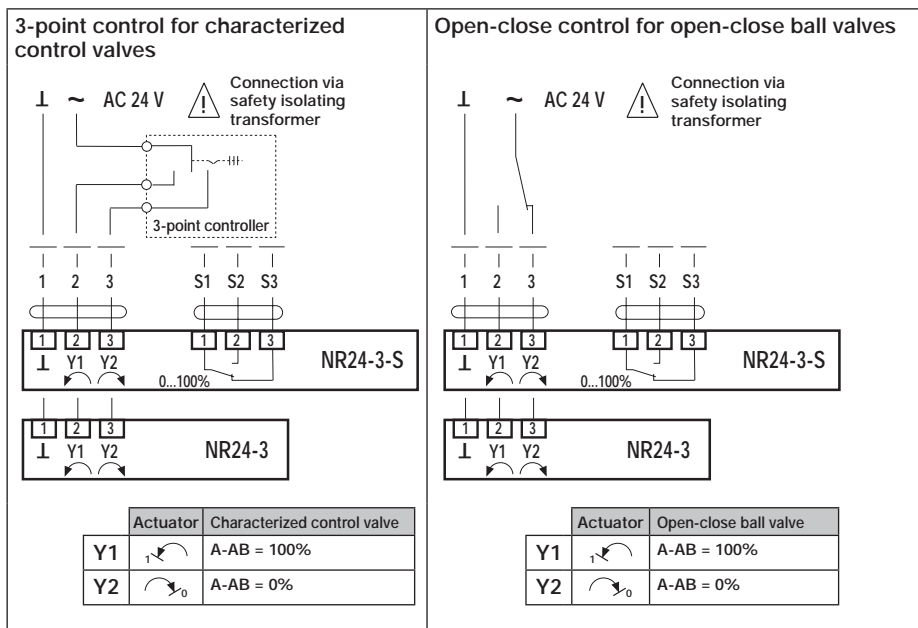 3-point control for characterized
control valves
⊥ ~ AC 24 V
Connection via
safety isolating
transformer
3-point controller
1 2 3 S1 S2 S3
1 2 3 1 2 3
⊥ Y1 Y2
NR24-3-S
0...100%
1 2 3
⊥ Y1 Y2
NR24-3
Actuator Characterized control valve
Y1 1 A-AB = 100%
Y2 0 A-AB = 0%
Open-close control for open-close ball valves
⊥ ~ AC 24 V
Connection via
safety isolating
transformer
1 2 3 S1 S2 S3
1 2 3 1 2 3
⊥ Y1 Y2
NR24-3-S
0...100%
1 2 3
⊥ Y1 Y2
NR24-3
Actuator Open-close ball valve
Y1 1 A-AB = 100%
Y2 0 A-AB = 0%